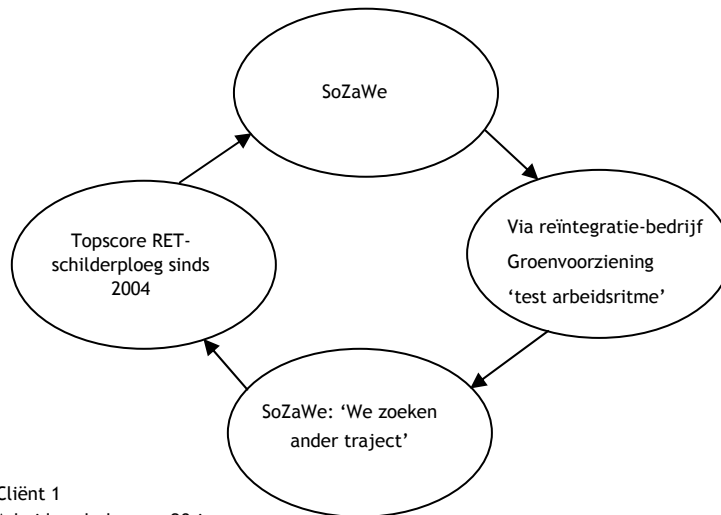 SoZaWe
Via reïntegratie-bedrijf
Groenvoorziening
‘test arbeidsritme’
SoZaWe: ‘We zoeken
ander traject’
Topscore RET-
schilderploeg sinds
2004
Cliënt 1